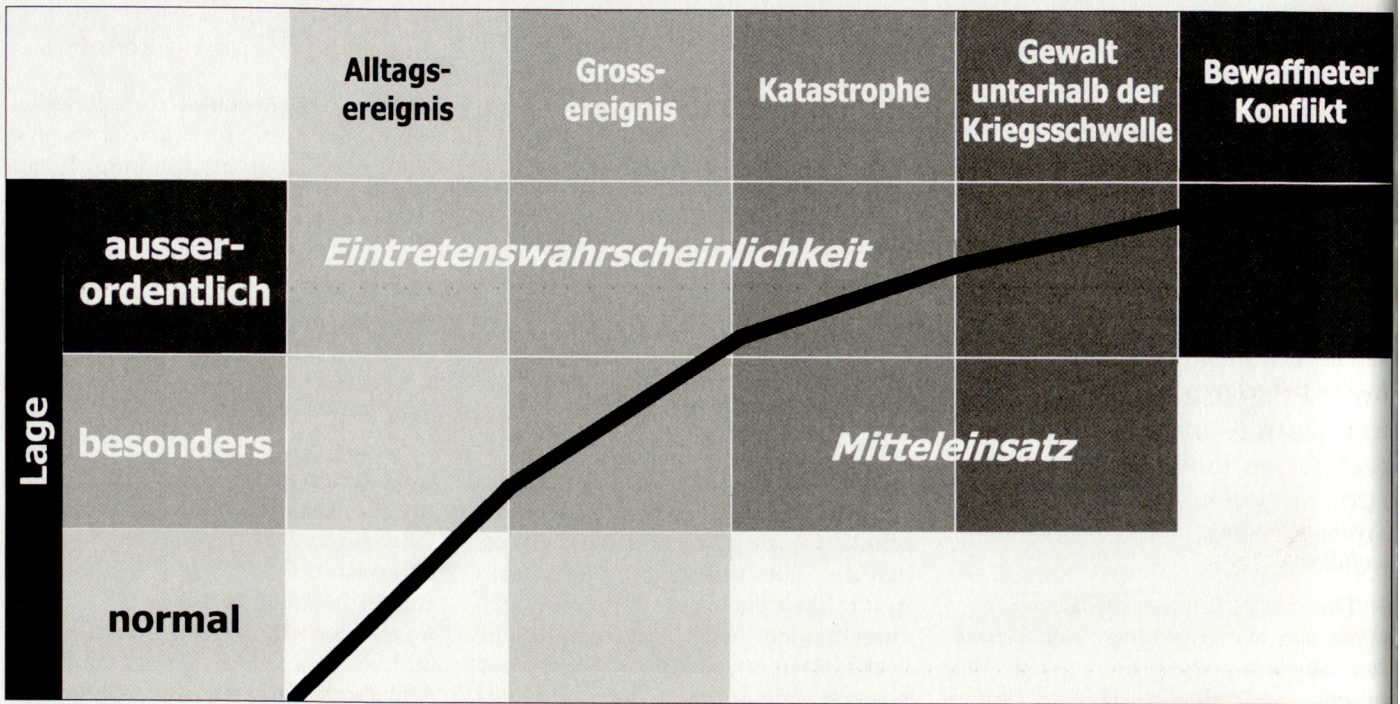 Alltags-
ereignis
Gross-
ereignis
Katastrophe
Gewalt
unterhalb der
Kriegsschwelle
Bewaffneter
Konflikt
Lage
ausser-
ordentlich
Eintretenswahrscheinlichkeit
besonders
Mitteleinsatz
normal